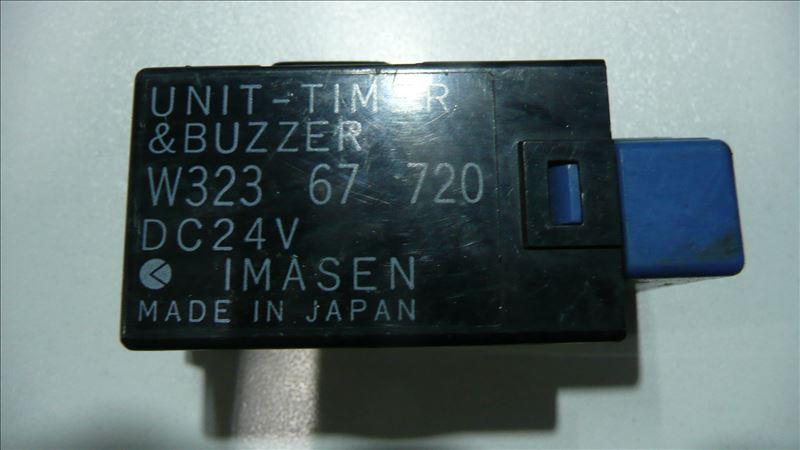 UNIT-TIMER
&BUZZER
W323 67 720
DC24V
IMASEN
MADE IN JAPAN